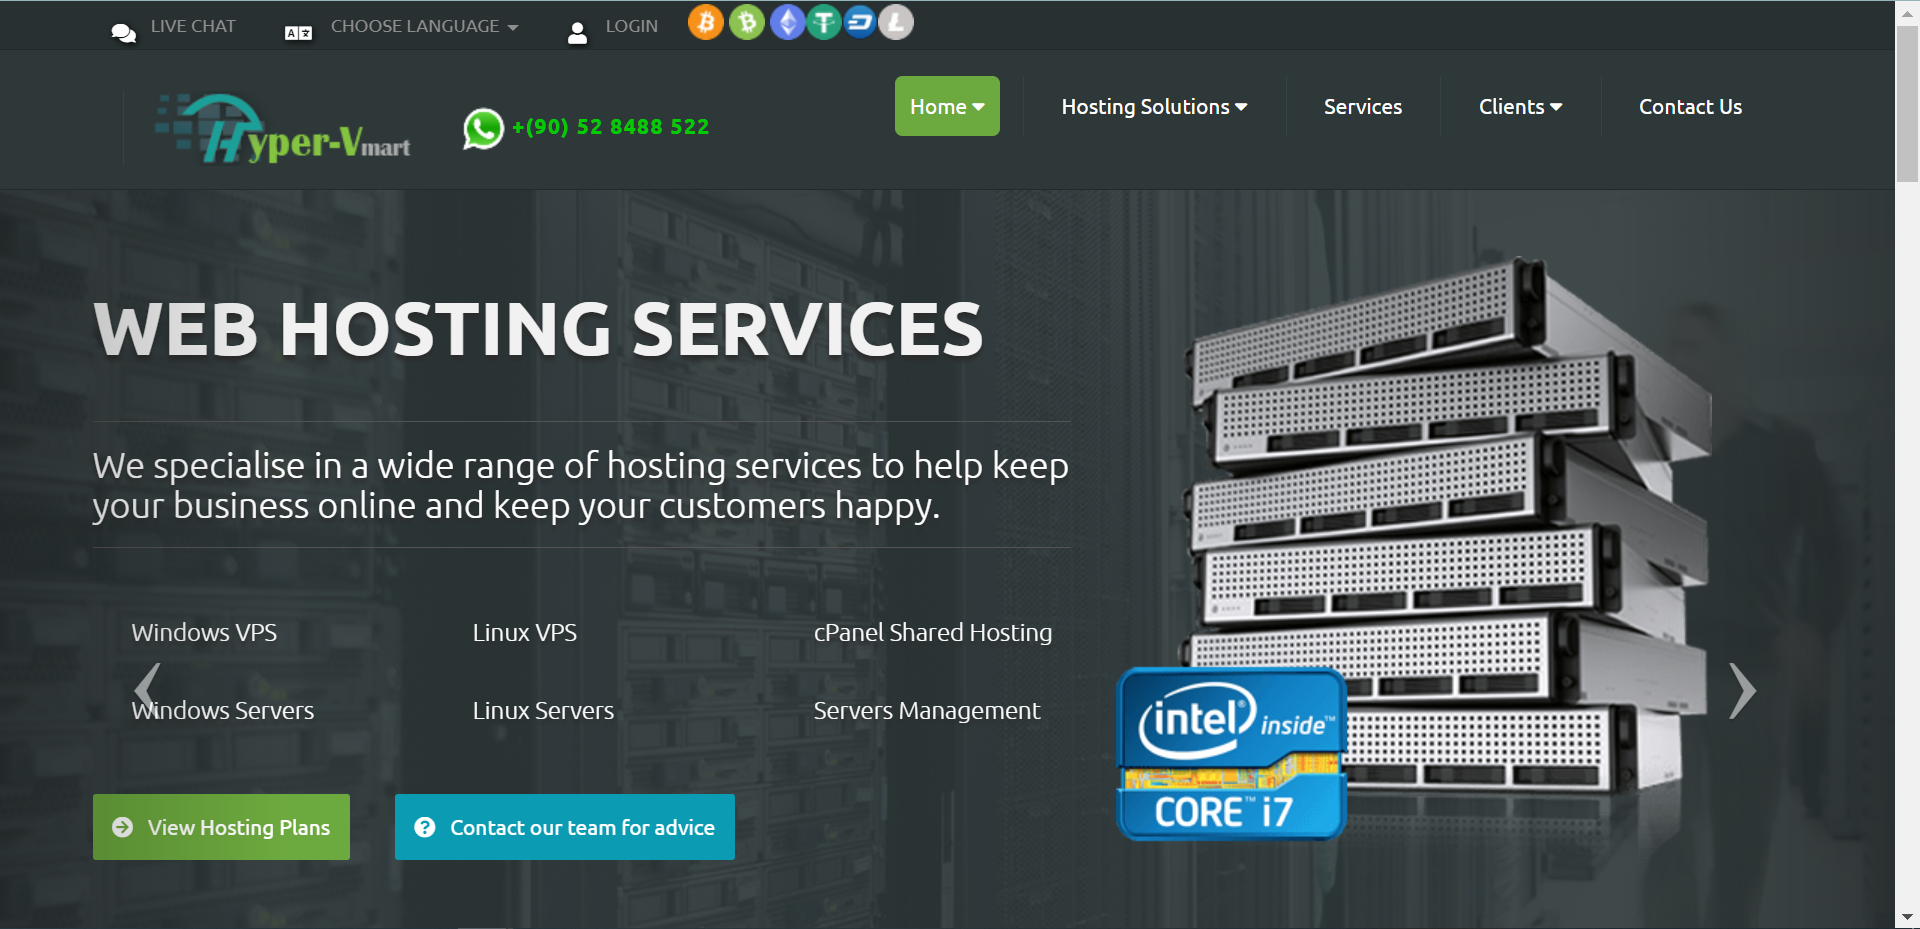 LIVE CHAT
CHOOSE LANGUAGE
LOGIN
Hyper-Vmart
+(90) 52 8488 522
Home
Hosting Solutions
Services
Clients
Contact Us
WEB HOSTING SERVICES
We specialise in a wide range of hosting services to help keep
your business online and keep your customers happy.
Windows VPS
Linux VPS
cPanel Shared Hosting
Windows Servers
Linux Servers
Servers Management
intel® inside™
CORE™ i7
View Hosting Plans
Contact our team for advice